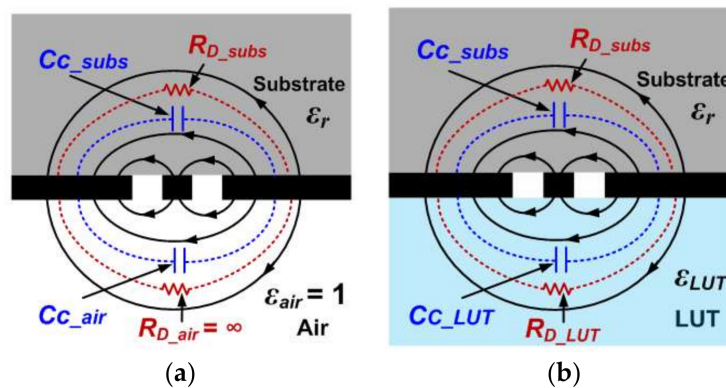 Cc_subs
R_D_subs
Substrate
εr
Cc_air
R_D_air = ∞
εair = 1
Air
(a)
Cc_subs
R_D_subs
Substrate
εr
Cc_LUT
R_D_LUT
εLUT
LUT
(b)